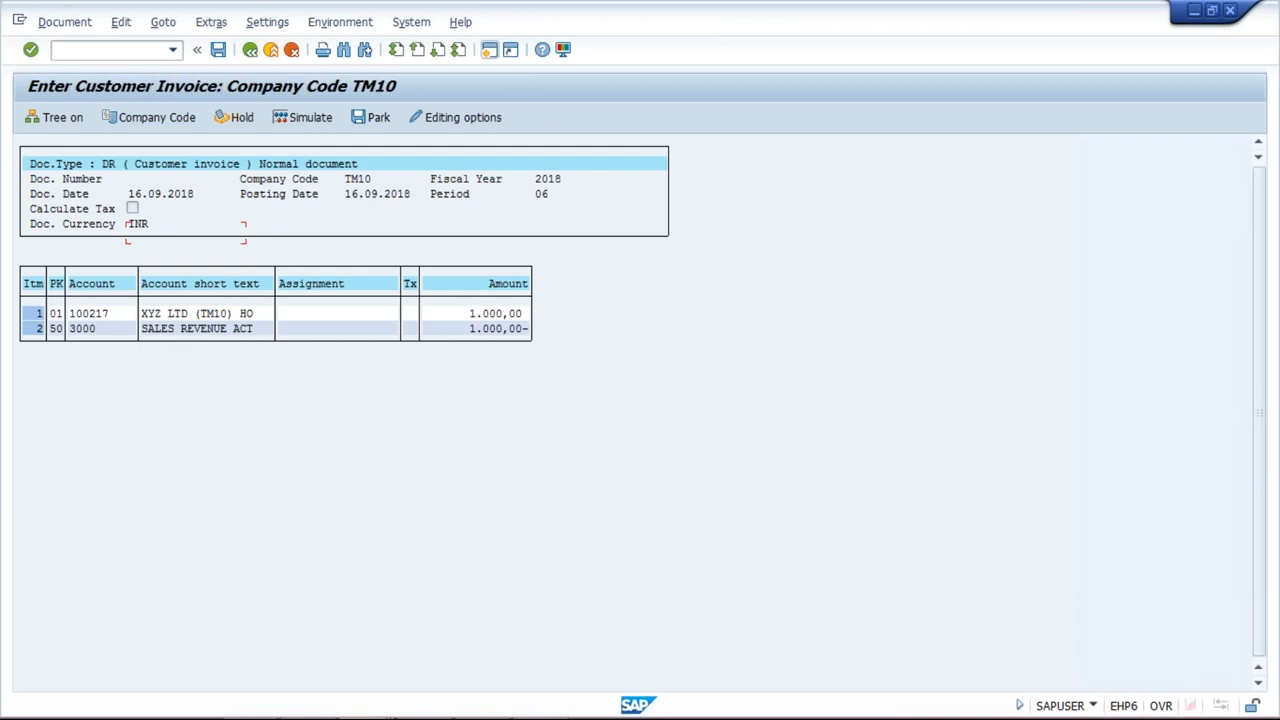 Document Edit Goto Extras Settings Environment System Help
Enter Customer Invoice: Company Code TM10
Tree on Company Code Hold Simulate Park Editing options
Doc.Type : DR ( Customer invoice ) Normal document
Doc. Number Company Code TM10 Fiscal Year 2018
Doc. Date 16.09.2018 Posting Date 16.09.2018 Period 06
Calculate Tax
Doc. Currency INR
Itm PK Account Account short text Assignment Tx Amount
1 01 100217 XYZ LTD (TM10) HO 1.000,00
2 50 3000 SALES REVENUE ACT 1.000,00-
SAP SAPUSER EHP6 OVR